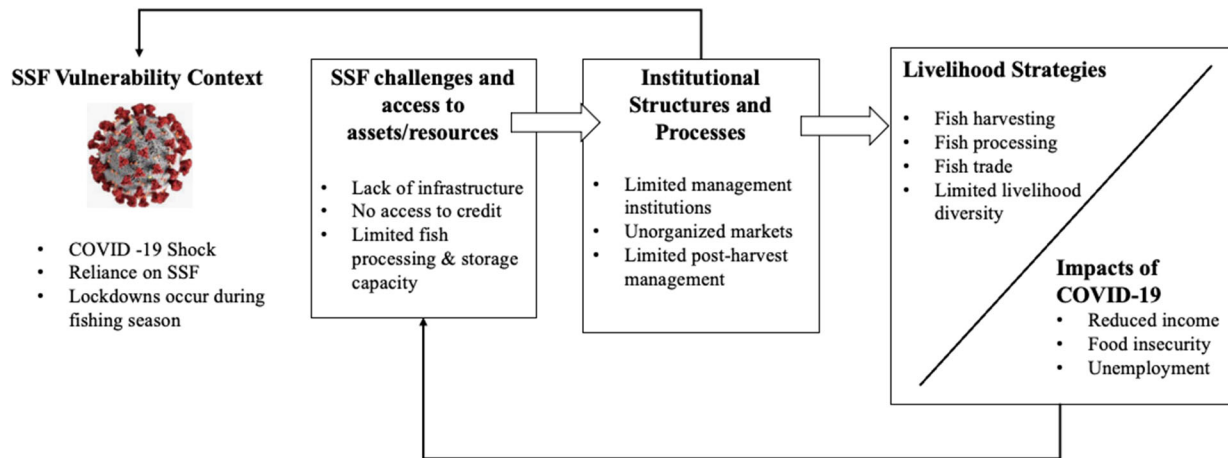 SSF Vulnerability Context
• COVID -19 Shock
• Reliance on SSF
• Lockdowns occur during
fishing season
SSF challenges and
access to
assets/resources
• Lack of infrastructure
• No access to credit
• Limited fish
processing & storage
capacity
Institutional
Structures and
Processes
• Limited management
institutions
• Unorganized markets
• Limited post-harvest
management
Livelihood Strategies
• Fish harvesting
• Fish processing
• Fish trade
• Limited livelihood
diversity
Impacts of
COVID-19
• Reduced income
• Food insecurity
• Unemployment